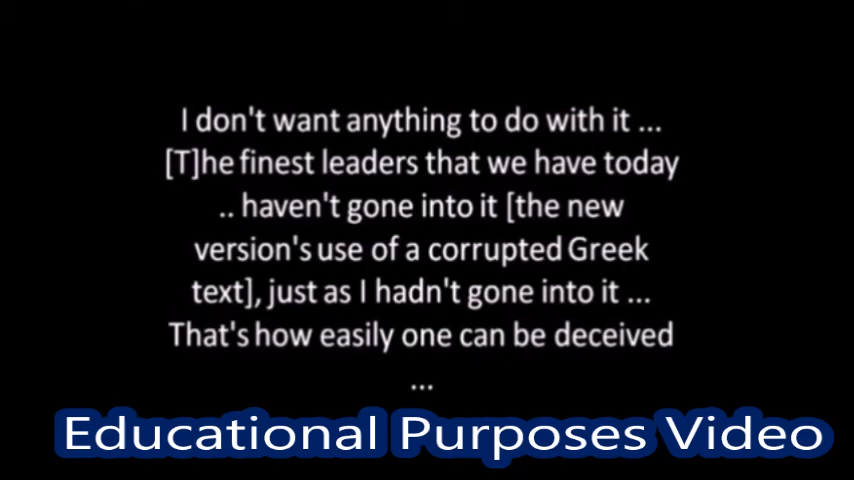 I don't want anything to do with it ...
[T]he finest leaders that we have today
.. haven't gone into it [the new
version's use of a corrupted Greek
text], just as I hadn't gone into it ...
That's how easily one can be deceived
...
Educational Purposes Video